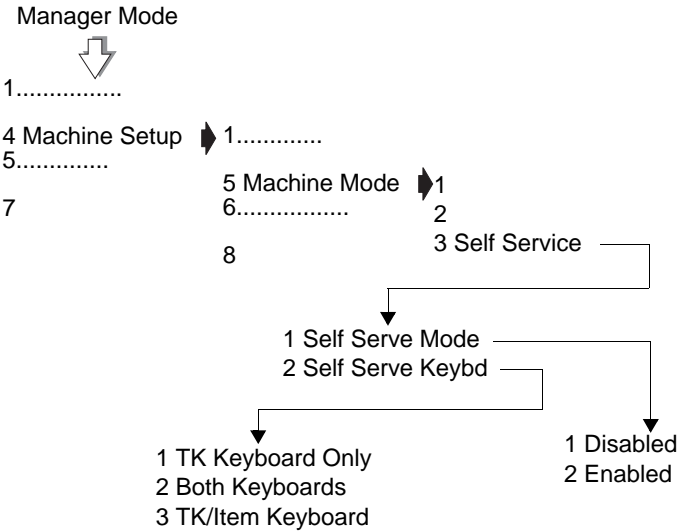 Manager Mode
1................
4 Machine Setup
5..............
7
1.............
5 Machine Mode
6.................
8
1
2
3 Self Service
1 Self Serve Mode
2 Self Serve Keybd
1 TK Keyboard Only
2 Both Keyboards
3 TK/Item Keyboard
1 Disabled
2 Enabled